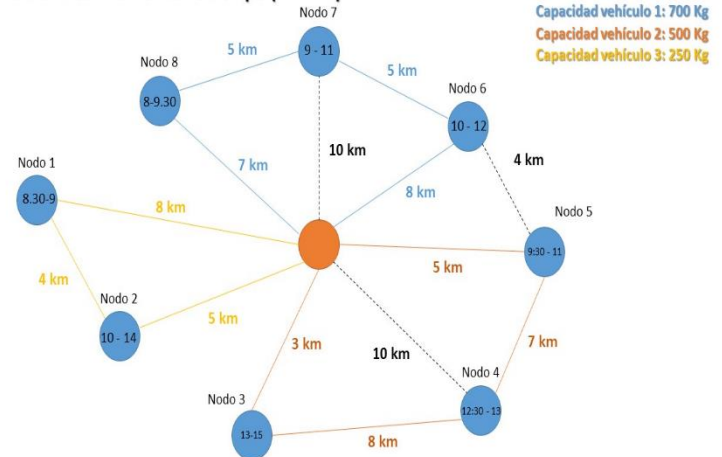 Nodo 7
Capacidad vehículo 1: 700 Kg
Capacidad vehículo 2: 500 Kg
Capacidad vehículo 3: 250 Kg
9 - 11
5 km
Nodo 8
8-9.30
5 km
Nodo 6
10 - 12
10 km
4 km
7 km
8 km
Nodo 1
8.30-9
8 km
Nodo 5
9:30 - 11
5 km
4 km
Nodo 2
10 - 14
5 km
3 km
10 km
7 km
Nodo 4
12:30 - 13
Nodo 3
13-15
8 km